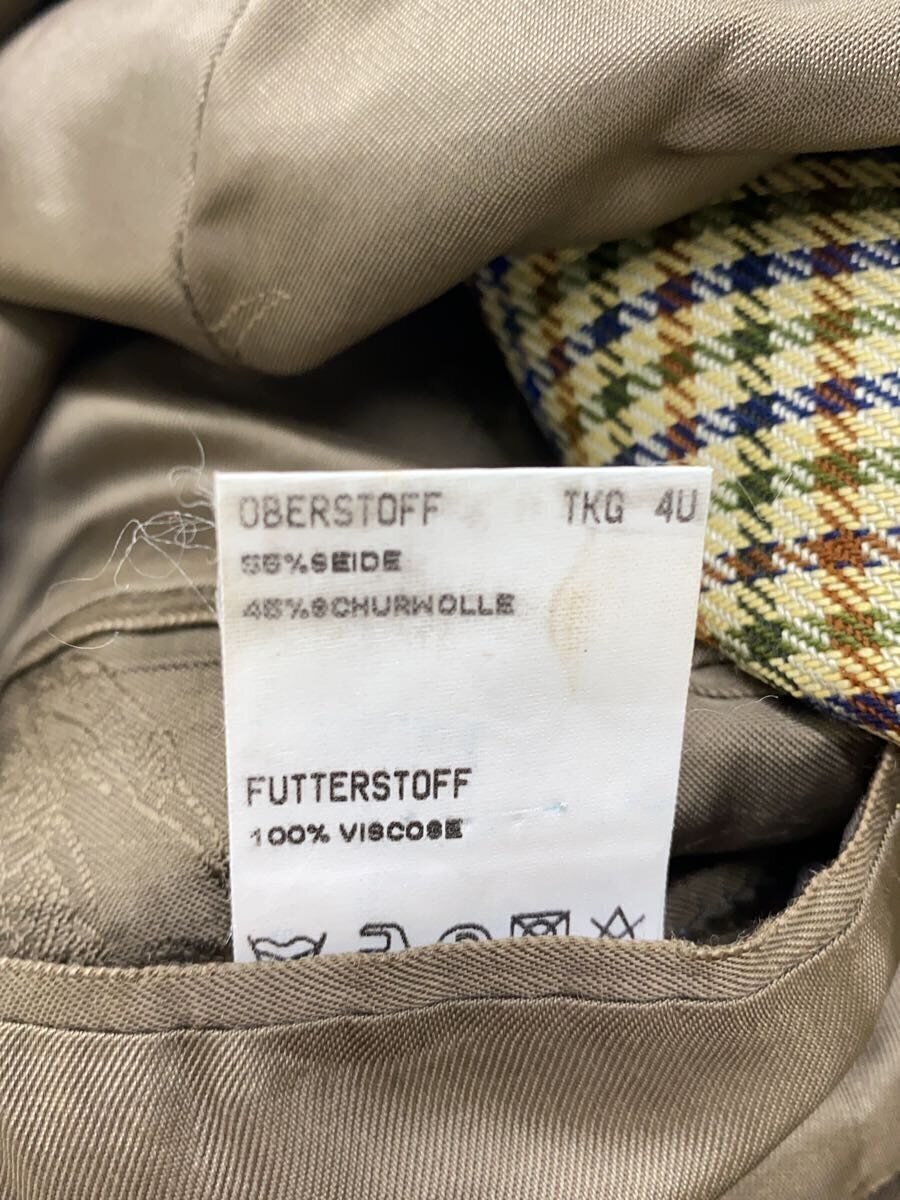 OBERSTOFF TKG 4U
55%SEIDE
45%SCHURWOLLE
FUTTERSTOFF
100% VISCOSE